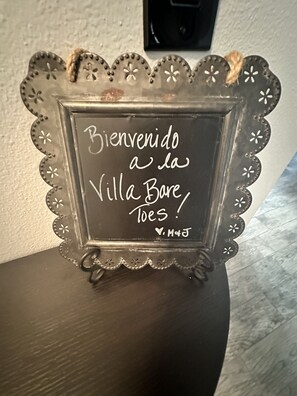 Bienvenido
a la
Villa Bare
Toes!
♥. M & J